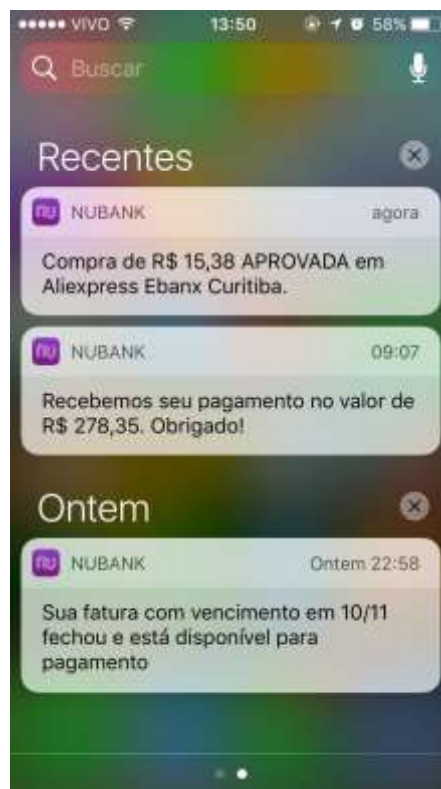 VIVO 13:50 58%
Buscar
Recentes
NUBANK agora
Compra de R$ 15,38 APROVADA em
Aliexpress Ebanx Curitiba.
NUBANK 09:07
Recebemos seu pagamento no valor de
R$ 278,35. Obrigado!
Ontem
NUBANK Ontem 22:58
Sua fatura com vencimento em 10/11
fechou e está disponível para
pagamento